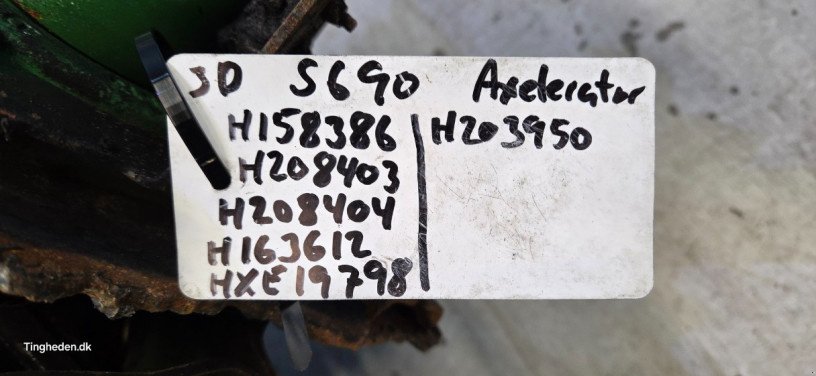 JD S690 Axelerator
H158386
H208403
H208404
H163612
HXE19798
H203950
Tingheden.dk